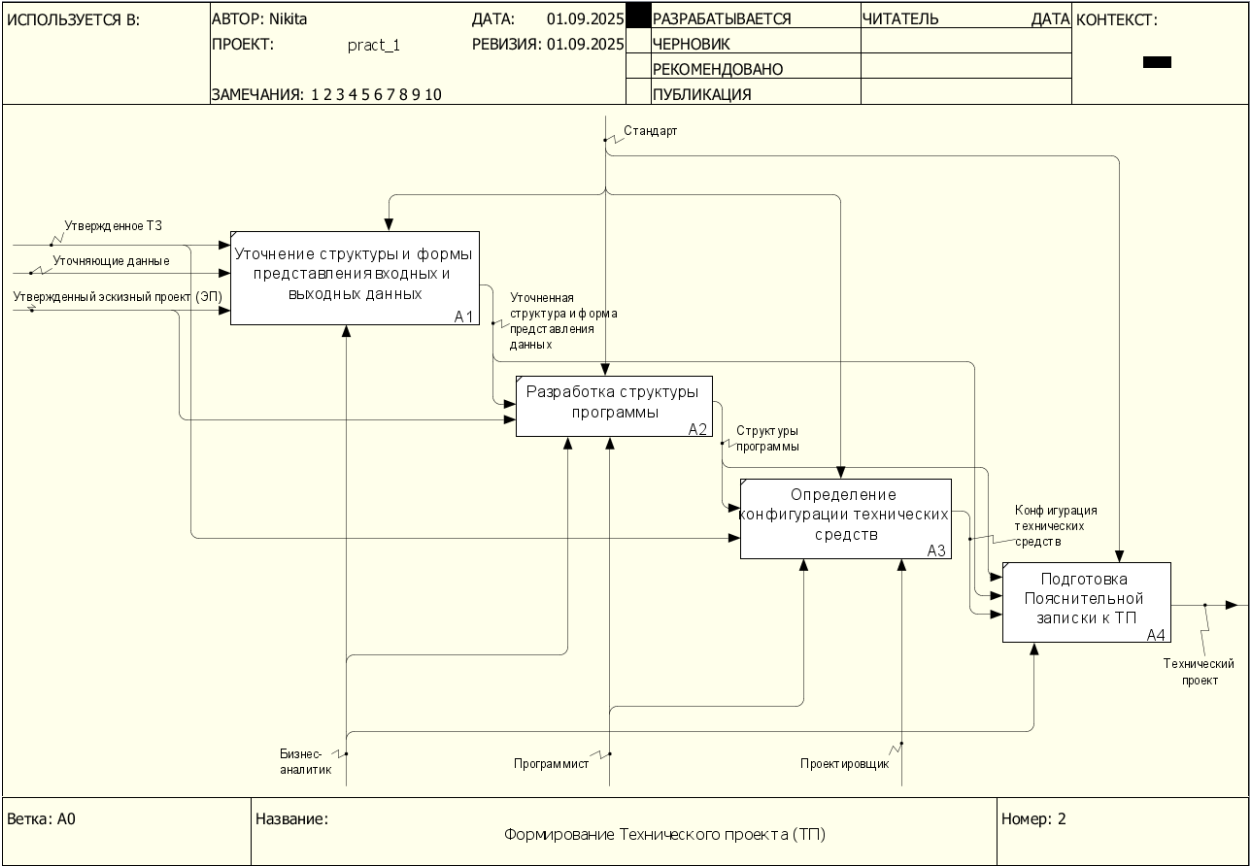 ИСПОЛЬЗУЕТСЯ В:
АВТОР: Nikita
ДАТА: 01.09.2025
ПРОЕКТ: pract_1
РЕВИЗИЯ: 01.09.2025
ЗАМЕЧАНИЯ: 1 2 3 4 5 6 7 8 9 10
РАЗРАБАТЫВАЕТСЯ
ЧЕРНОВИК
РЕКОМЕНДОВАНО
ПУБЛИКАЦИЯ
ЧИТАТЕЛЬ
ДАТА
КОНТЕКСТ:
Стандарт
Утвержденное ТЗ
Уточняющие данные
Утвержденный эскизный проект (ЭП)
Уточнение структуры и формы
представления входных и
выходных данных
A1
Уточненная
структура и форма
представления
данных
Разработка структуры
программы
A2
Структуры
программы
Определение
конфигурации технических
средств
A3
Конфигурация
технических
средств
Подготовка
Пояснительной
записки к ТП
A4
Технический
проект
Бизнес-
аналитик
Программист
Проектировщик
Ветка: A0
Название:
Формирование Технического проекта (ТП)
Номер: 2